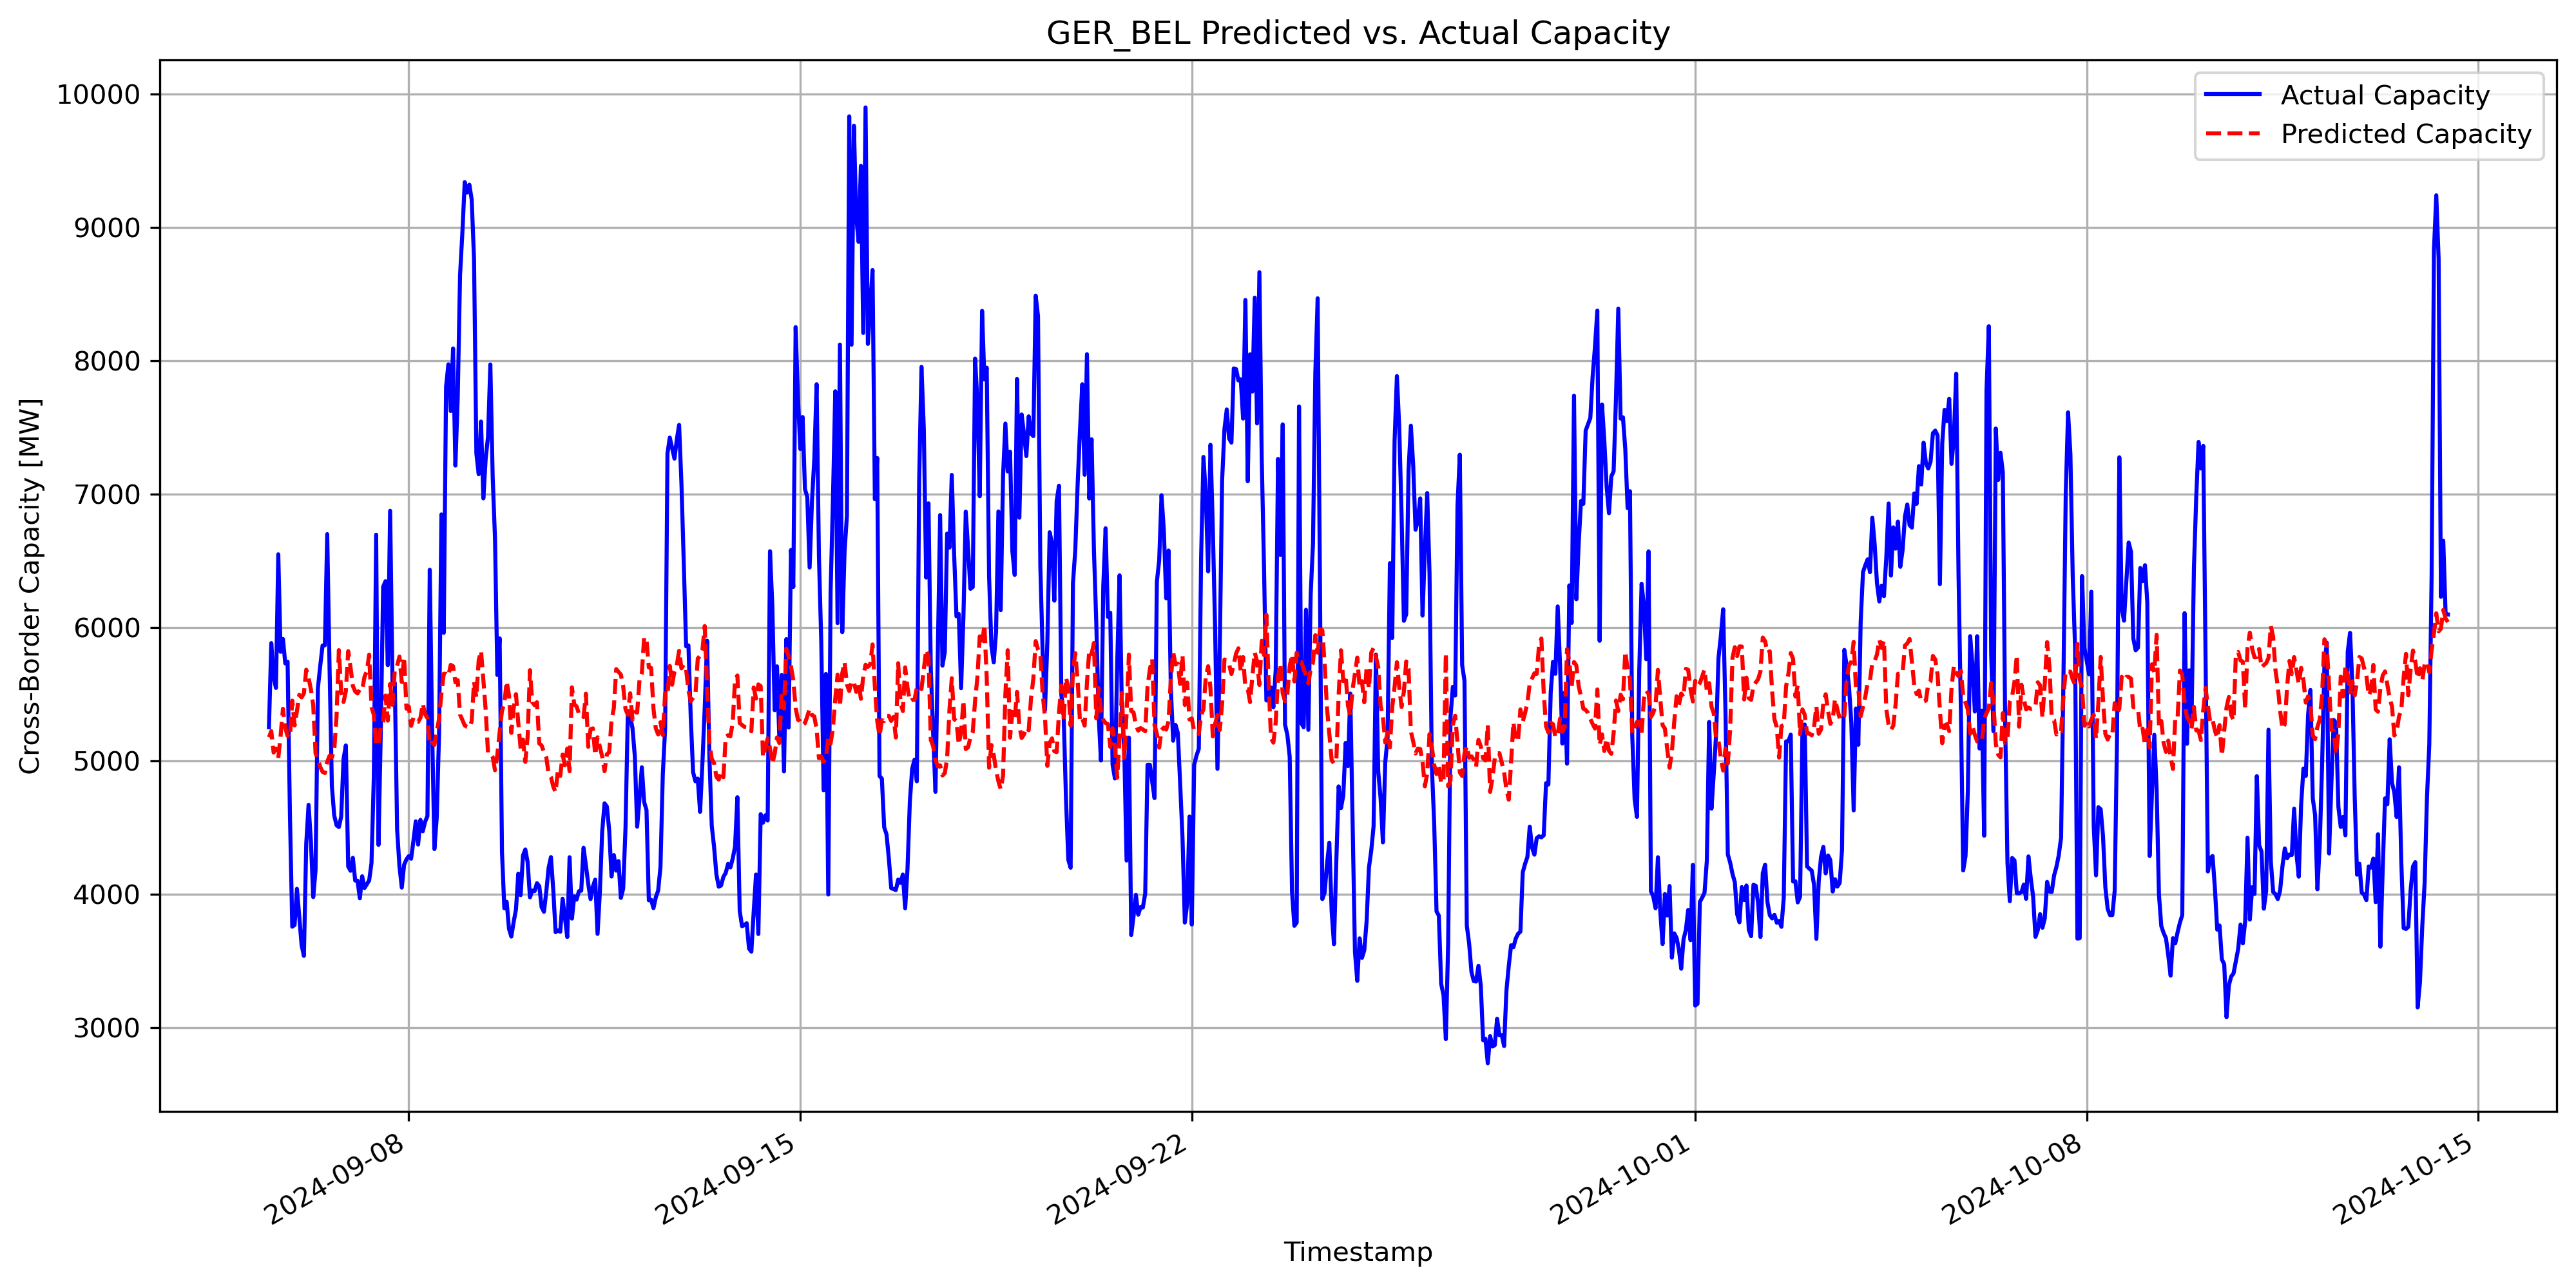 GER_BEL Predicted vs. Actual Capacity
Actual Capacity
Predicted Capacity
Cross-Border Capacity [MW]
10000
9000
8000
7000
6000
5000
4000
3000
2024-09-08
2024-09-15
2024-09-22
2024-10-01
2024-10-08
2024-10-15
Timestamp